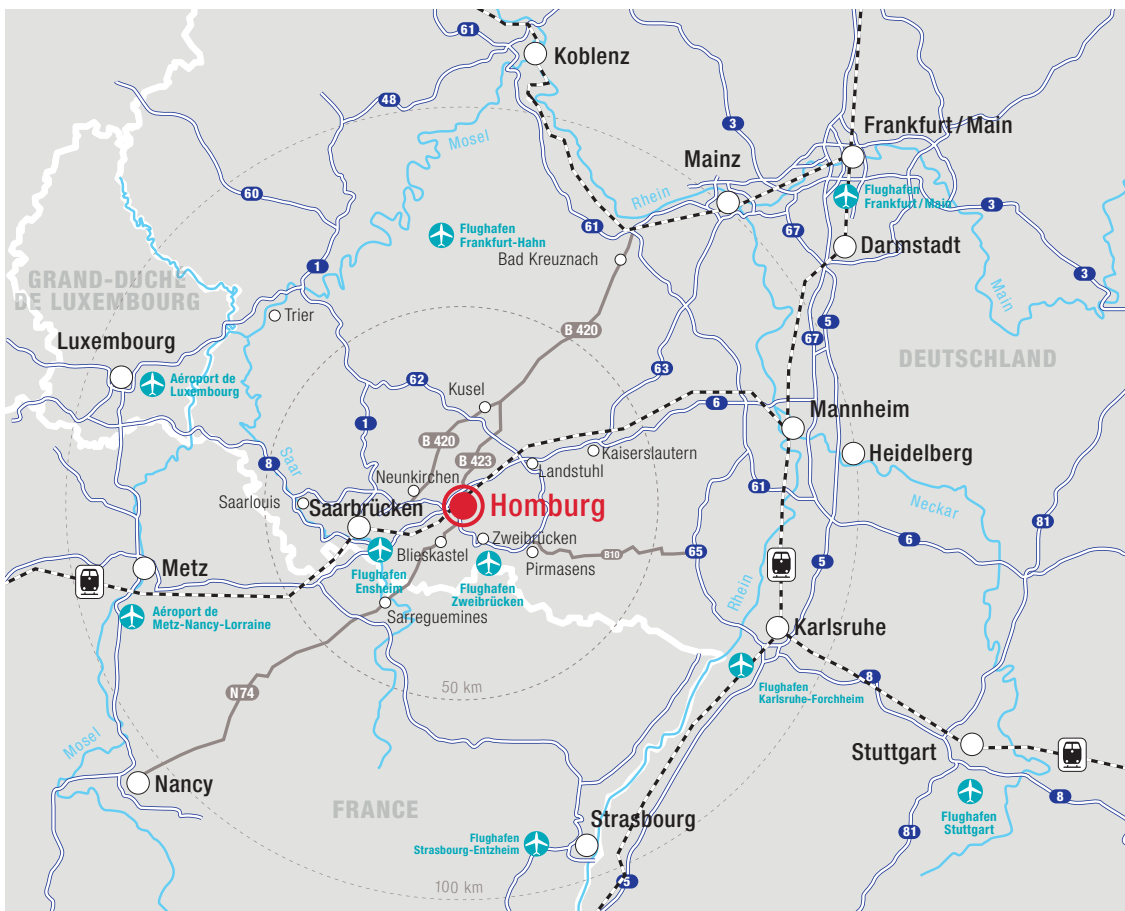 61
Koblenz
48
3
Frankfurt/Main
Mosel
Mainz
60
Rhein
Flughafen
Frankfurt/Main
3
61
67
Flughafen
Frankfurt-Hahn
Darmstadt
Bad Kreuznach
1
3
GRAND-DUCHÉ
DE LUXEMBOURG
Main
Trier
B 420
5
67
Luxembourg
DEUTSCHLAND
63
Aéroport de
Luxembourg
62
Kusel
6
Mannheim
1
B 420
Heidelberg
Kaiserslautern
8
Saar
B 423
Landstuhl
Neunkirchen
61
Saarlouis
Saarbrücken
Homburg
Neckar
81
Zweibrücken
6
Blieskastel
B10
65
Pirmasens
5
Metz
Flughafen
Ensheim
Flughafen
Zweibrücken
Rhein
Aéroport de
Metz-Nancy-Lorraine
Sarreguemines
Karlsruhe
8
50 km
N74
Flughafen
Karlsruhe-Forchheim
Mosel
Stuttgart
Nancy
8
FRANCE
Strasbourg
Flughafen
Stuttgart
81
Flughafen
Strasbourg-Entzheim
5
100 km